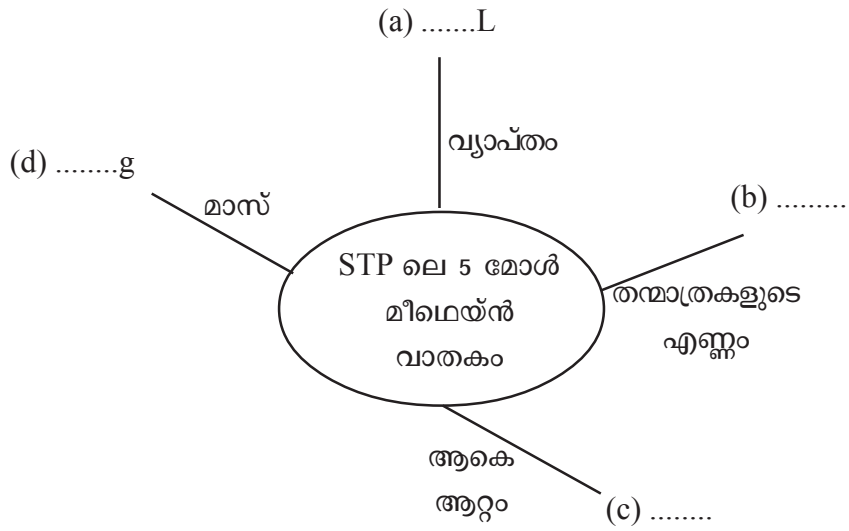 (a) .......L
വ്യാപ്തം
(d) ........g
മാസ്
(b) .........
STP ലെ 5 മോൾ
മീഥെയ്ൻ
വാതകം
തന്മാത്രകളുടെ
എണ്ണം
ആകെ
ആറ്റം
(c) ........